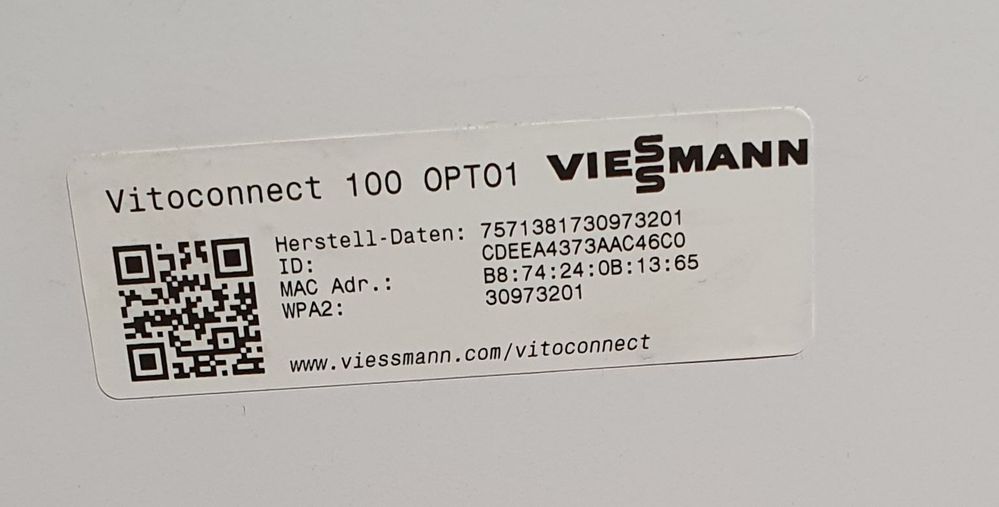 Vitoconnect 100 OPTO1 VIESSMANN
Herstell-Daten: 7571381730973201
ID: CDEEA4373AAC46C0
MAC Adr.: B8:74:24:0B:13:65
WPA2: 30973201
www.viessmann.com/vitoconnect